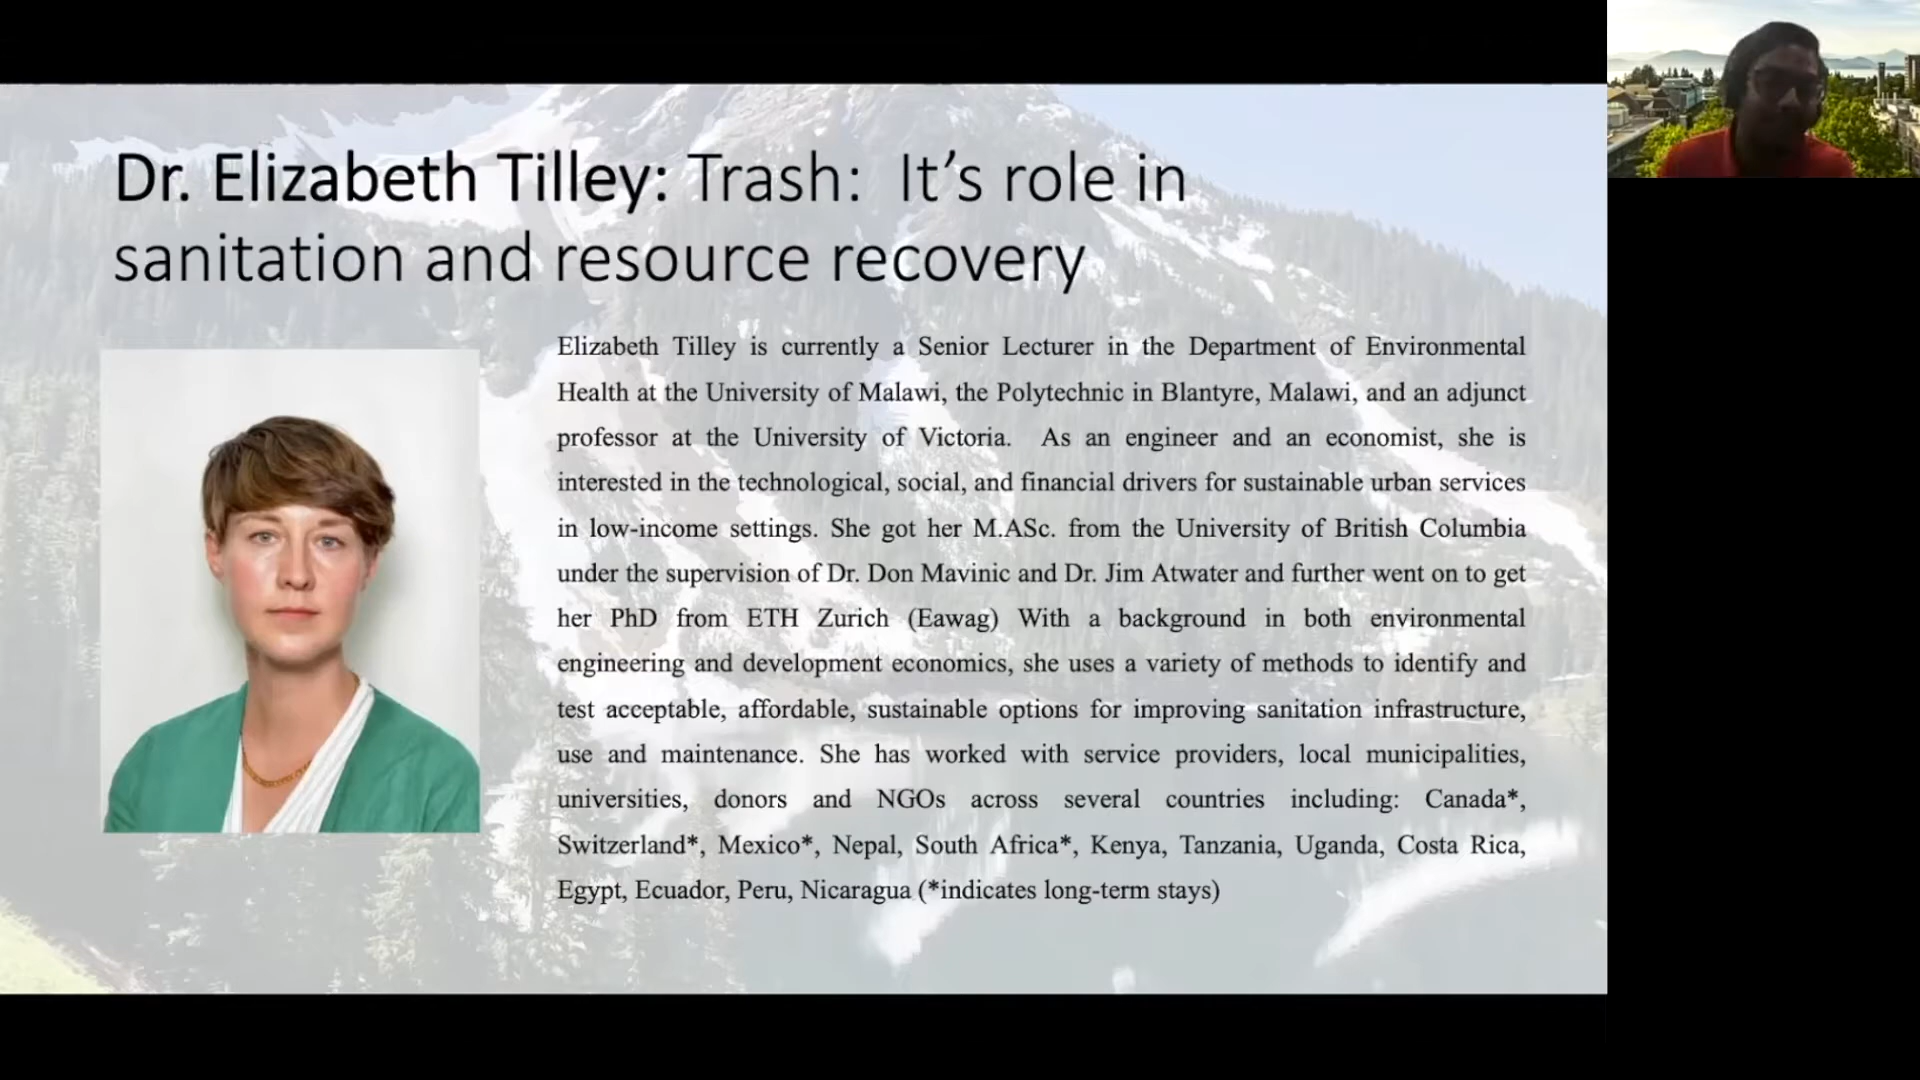 Dr. Elizabeth Tilley: Trash:  It’s role in
sanitation and resource recovery
Elizabeth Tilley is currently a Senior Lecturer in the Department of Environmental
Health at the University of Malawi, the Polytechnic in Blantyre, Malawi, and an adjunct
professor at the University of Victoria.  As an engineer and an economist, she is
interested in the technological, social, and financial drivers for sustainable urban services
in low-income settings. She got her M.ASc. from the University of British Columbia
under the supervision of Dr. Don Mavinic and Dr. Jim Atwater and further went on to get
her PhD from ETH Zurich (Eawag) With a background in both environmental
engineering and development economics, she uses a variety of methods to identify and
test acceptable, affordable, sustainable options for improving sanitation infrastructure,
use and maintenance. She has worked with service providers, local municipalities,
universities, donors and NGOs across several countries including: Canada*,
Switzerland*, Mexico*, Nepal, South Africa*, Kenya, Tanzania, Uganda, Costa Rica,
Egypt, Ecuador, Peru, Nicaragua (*indicates long-term stays)